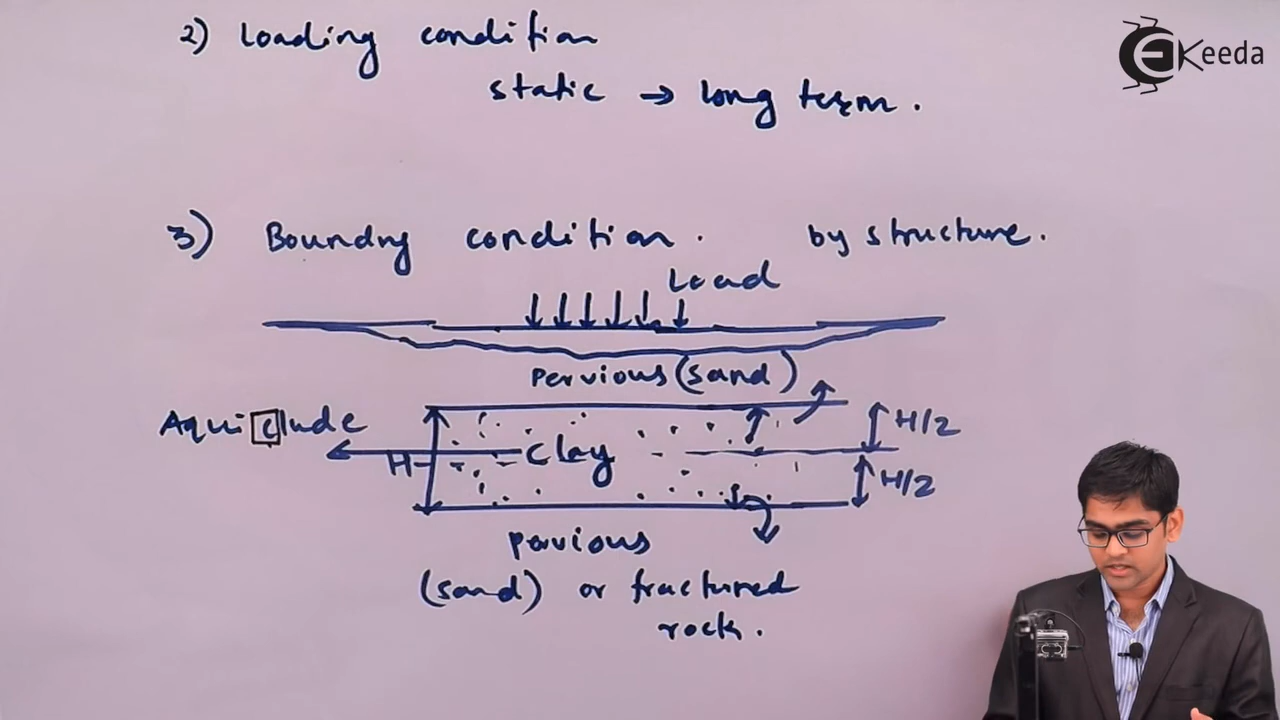 2) Loading condition
static → long term.
EKeeda
3) Boundry condition. by structure.
Load
Pervious (sand)
Aquiclude
H/2
H
Clay
H/2
Pervious
(sand) or fractured
rock.